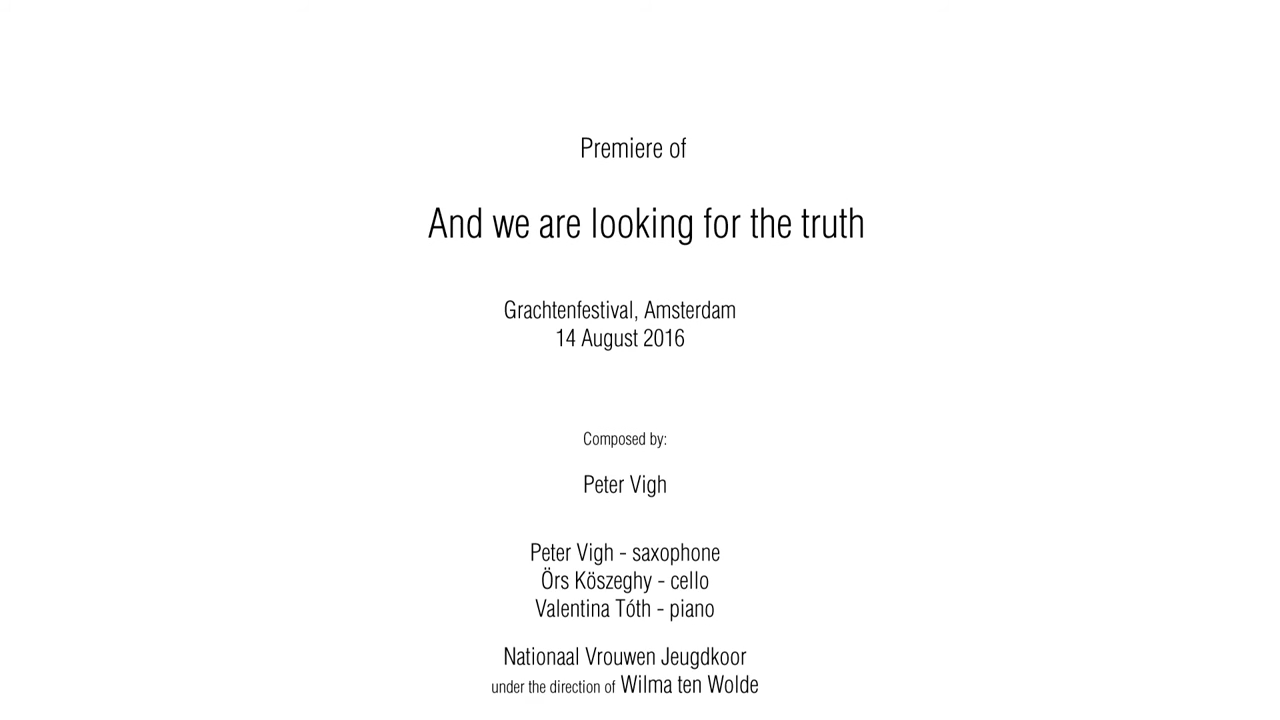 Premiere of
And we are looking for the truth
Grachtenfestival, Amsterdam
14 August 2016
Composed by:
Peter Vigh
Peter Vigh - saxophone
Örs Köszeghy - cello
Valentina Tóth - piano
Nationaal Vrouwen Jeugdkoor
under the direction of Wilma ten Wolde